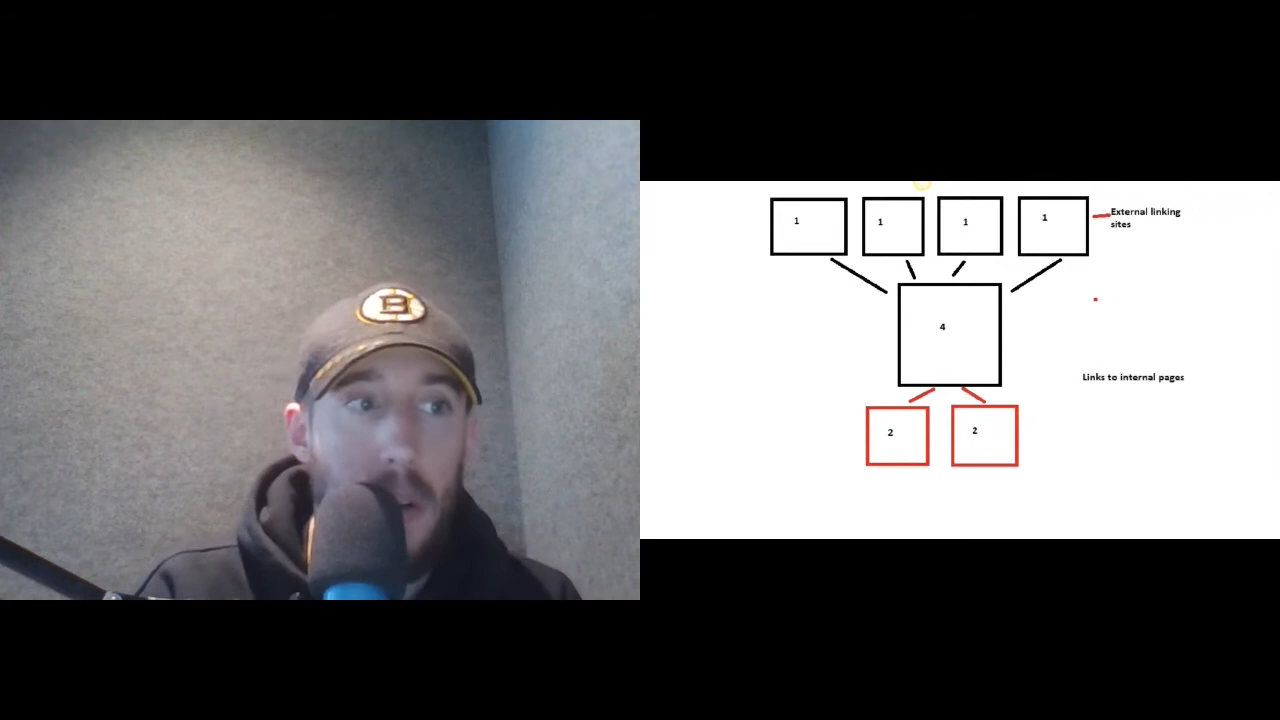 B
1 1 1 1
External linking
sites
4
Links to internal pages
2 2